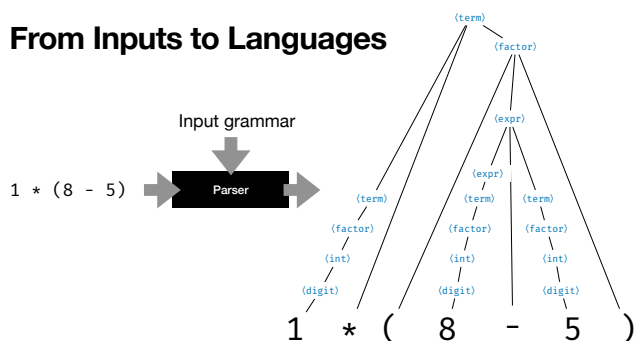 From Inputs to Languages
Input grammar
1 * (8 - 5)
Parser
⟨term⟩
⟨factor⟩
⟨expr⟩
⟨expr⟩
⟨term⟩ ⟨term⟩ ⟨term⟩
⟨factor⟩ ⟨factor⟩ ⟨factor⟩
⟨int⟩ ⟨int⟩ ⟨int⟩
⟨digit⟩ ⟨digit⟩ ⟨digit⟩
1 * ( 8 - 5 )